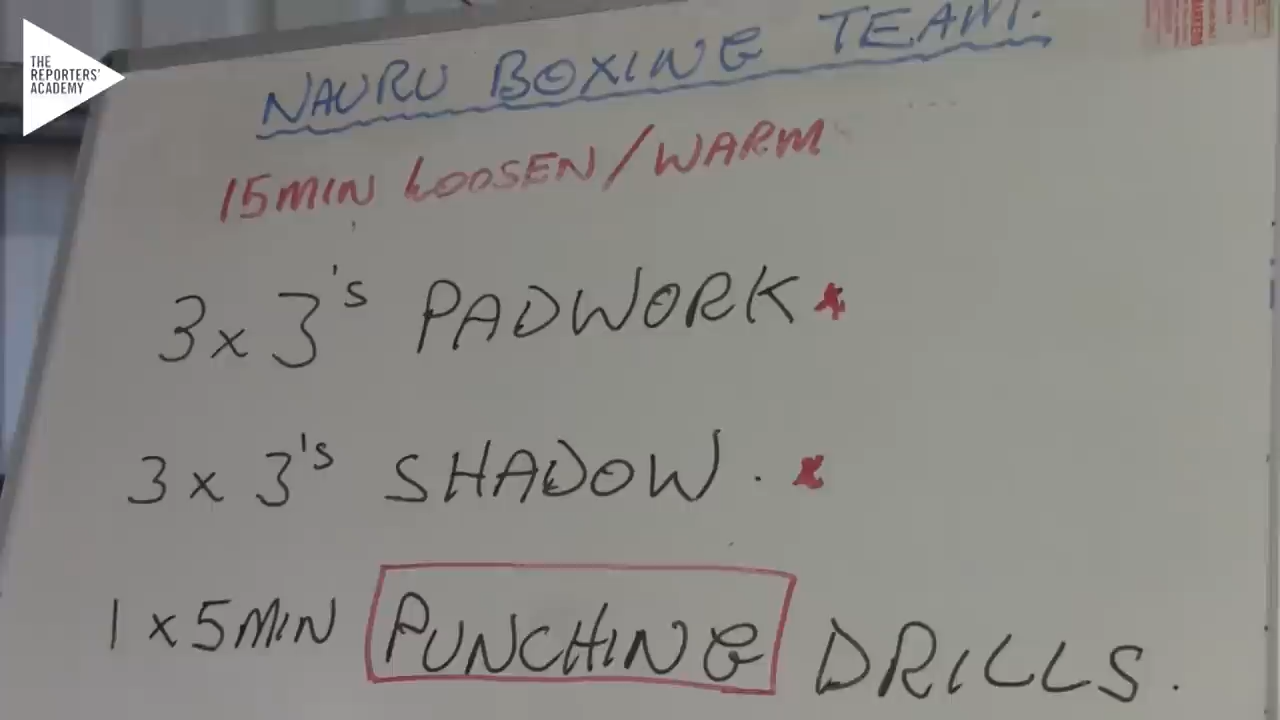 THE
REPORTERS'
ACADEMY
NAURU BOXING TEAM.
15MIN LOOSEN/WARM
3x3's PADWORK*
3x3's SHADOW. *
1x5MIN PUNCHING DRILLS.